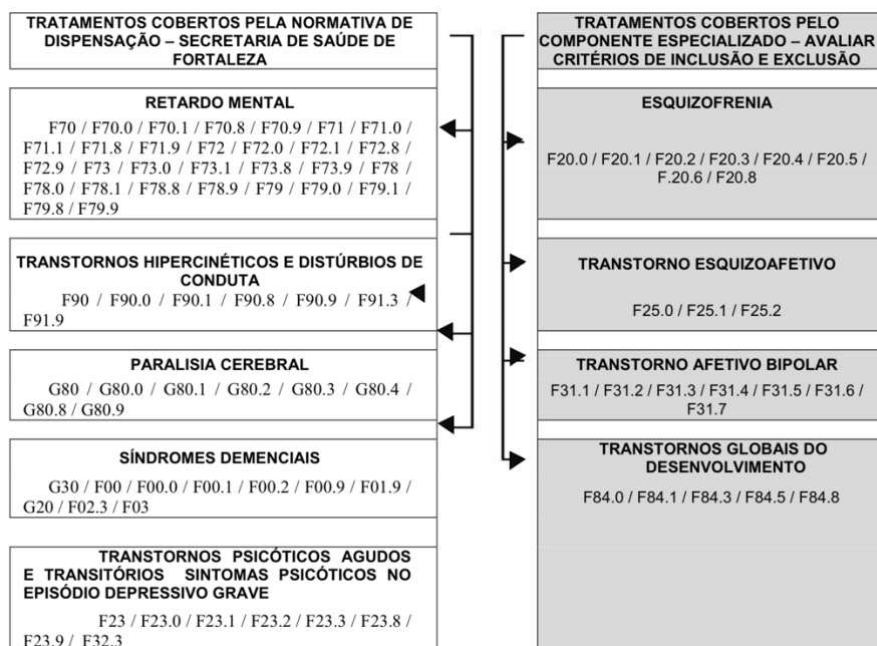 TRATAMENTOS COBERTOS PELA NORMATIVA DE
DISPENSAÇÃO – SECRETARIA DE SAÚDE DE
FORTALEZA
RETARDO MENTAL
F70 / F70.0 / F70.1 / F70.8 / F70.9 / F71 / F71.0 /
F71.1 / F71.8 / F71.9 / F72 / F72.0 / F72.1 / F72.8 /
F72.9 / F73 / F73.0 / F73.1 / F73.8 / F73.9 / F78 /
F78.0 / F78.1 / F78.8 / F78.9 / F79 / F79.0 / F79.1 /
F79.8 / F79.9
TRANSTORNOS HIPERCINÉTICOS E DISTÚRBIOS DE
CONDUTA
F90 / F90.0 / F90.1 / F90.8 / F90.9 / F91.3 /
F91.9
PARALISIA CEREBRAL
G80 / G80.0 / G80.1 / G80.2 / G80.3 / G80.4 /
G80.8 / G80.9
SÍNDROMES DEMENCIAIS
G30 / F00 / F00.0 / F00.1 / F00.2 / F00.9 / F01.9 /
G20 / F02.3 / F03
TRANSTORNOS PSICÓTICOS AGUDOS
E TRANSITÓRIOS SINTOMAS PSICÓTICOS NO
EPISÓDIO DEPRESSIVO GRAVE
F23 / F23.0 / F23.1 / F23.2 / F23.3 / F23.8 /
F23.9 / F32.3
TRATAMENTOS COBERTOS PELO
COMPONENTE ESPECIALIZADO – AVALIAR
CRITÉRIOS DE INCLUSÃO E EXCLUSÃO
ESQUIZOFRENIA
F20.0 / F20.1 / F20.2 / F20.3 / F20.4 / F20.5 /
F.20.6 / F20.8
TRANSTORNO ESQUIZOAFETIVO
F25.0 / F25.1 / F25.2
TRANSTORNO AFETIVO BIPOLAR
F31.1 / F31.2 / F31.3 / F31.4 / F31.5 / F31.6 /
F31.7
TRANSTORNOS GLOBAIS DO
DESENVOLVIMENTO
F84.0 / F84.1 / F84.3 / F84.5 / F84.8